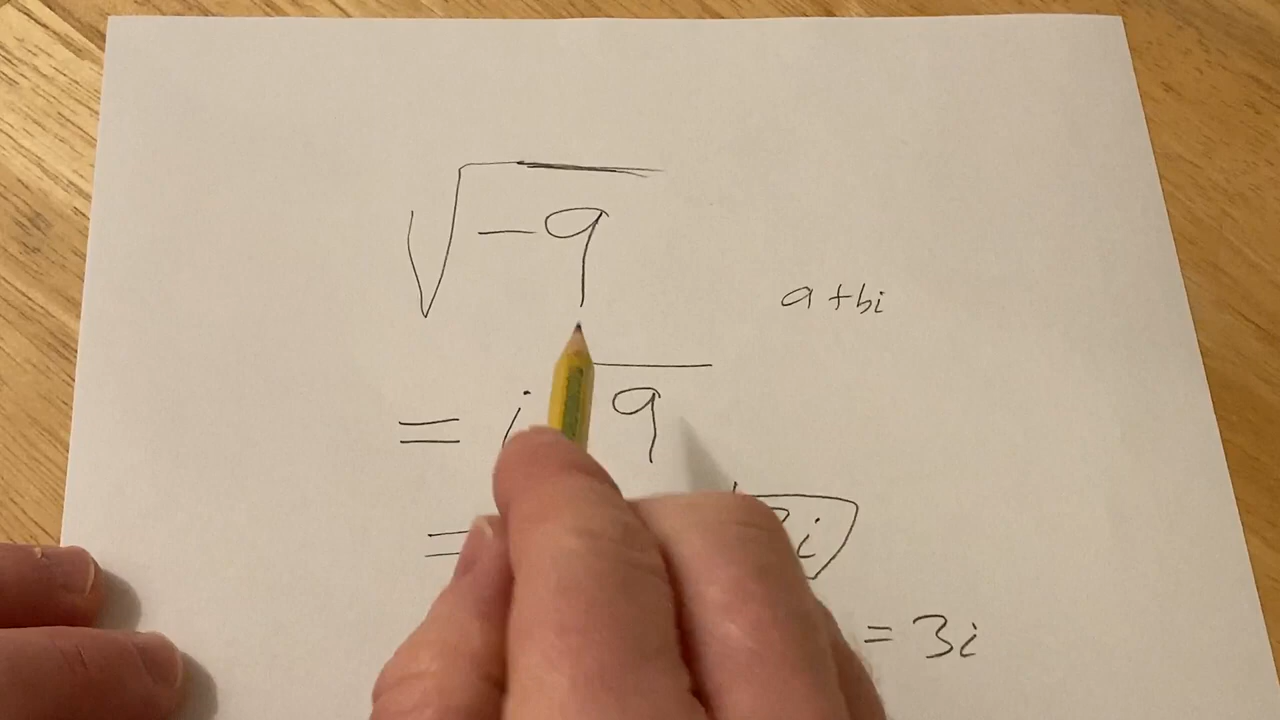 √-9
a+bi
= i 9
= i
= 3i